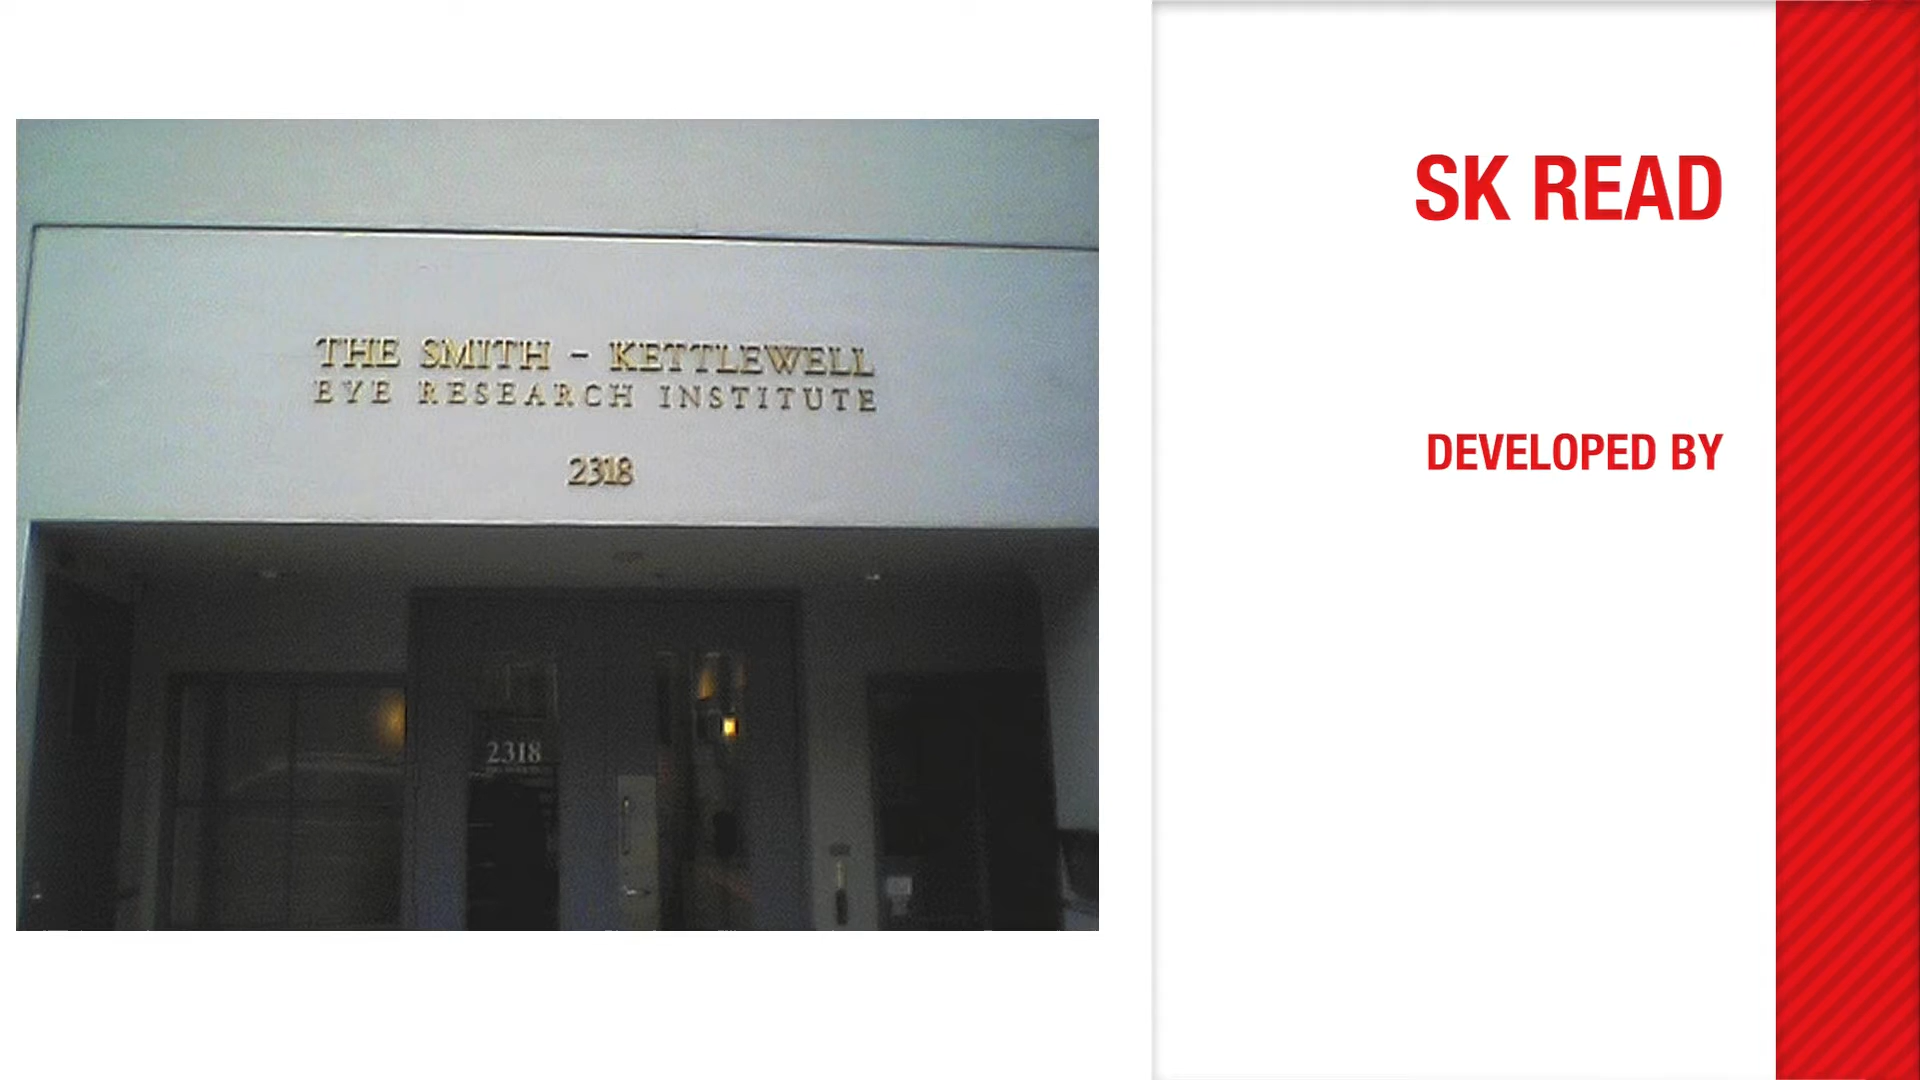 THE SMITH - KETTLEWELL
EYE RESEARCH INSTITUTE
2318
2318
SK READ
DEVELOPED BY